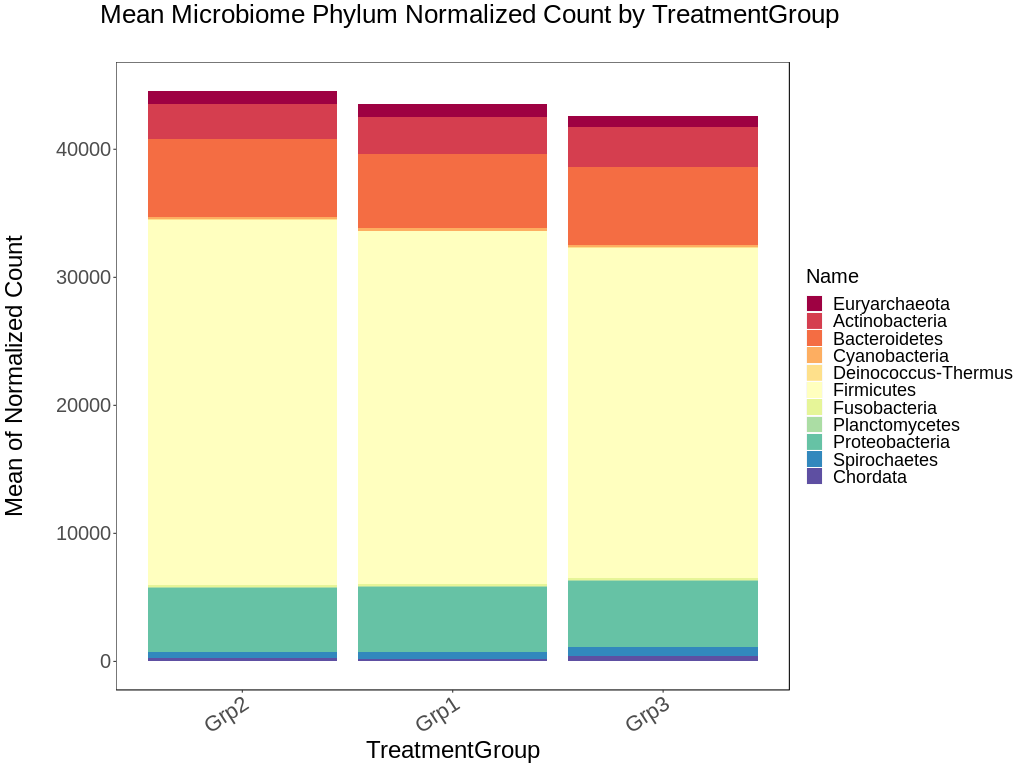 Mean Microbiome Phylum Normalized Count by TreatmentGroup
Mean of Normalized Count
40000
30000
20000
10000
0
Grp2
Grp1
Grp3
TreatmentGroup
Name
Euryarchaeota
Actinobacteria
Bacteroidetes
Cyanobacteria
Deinococcus-Thermus
Firmicutes
Fusobacteria
Planctomycetes
Proteobacteria
Spirochaetes
Chordata